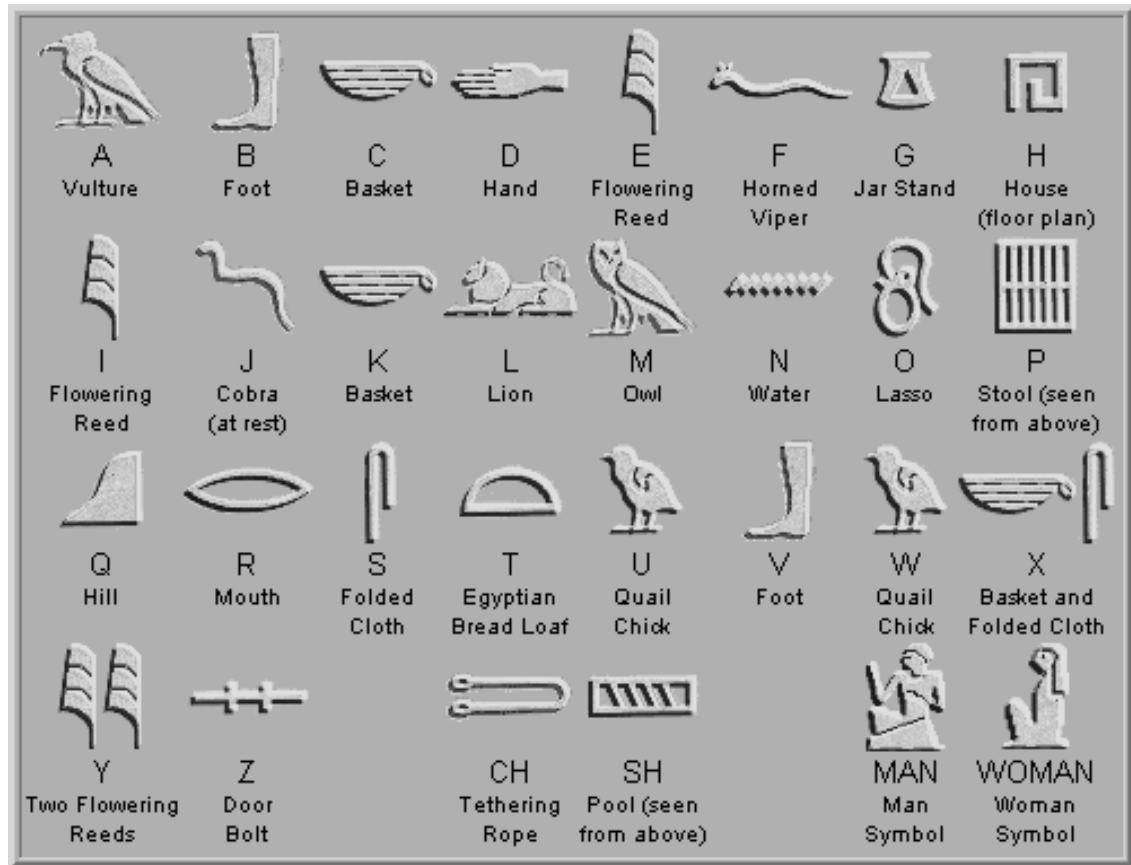 A B C D E F G H
Vulture Foot Basket Hand Flowering Horned Jar Stand House
Reed Viper (floor plan)
I J K L M N O P
Flowering Cobra Basket Lion Owl Water Lasso Stool (seen
Reed (at rest) from above)
Q R S T U V W X
Hill Mouth Folded Egyptian Quail Foot Quail Basket and
Cloth Bread Loaf Chick Chick Folded Cloth
Y Z CH SH MAN WOMAN
Two Flowering Door Tethering Pool (seen Man Woman
Reeds Bolt Rope from above) Symbol Symbol